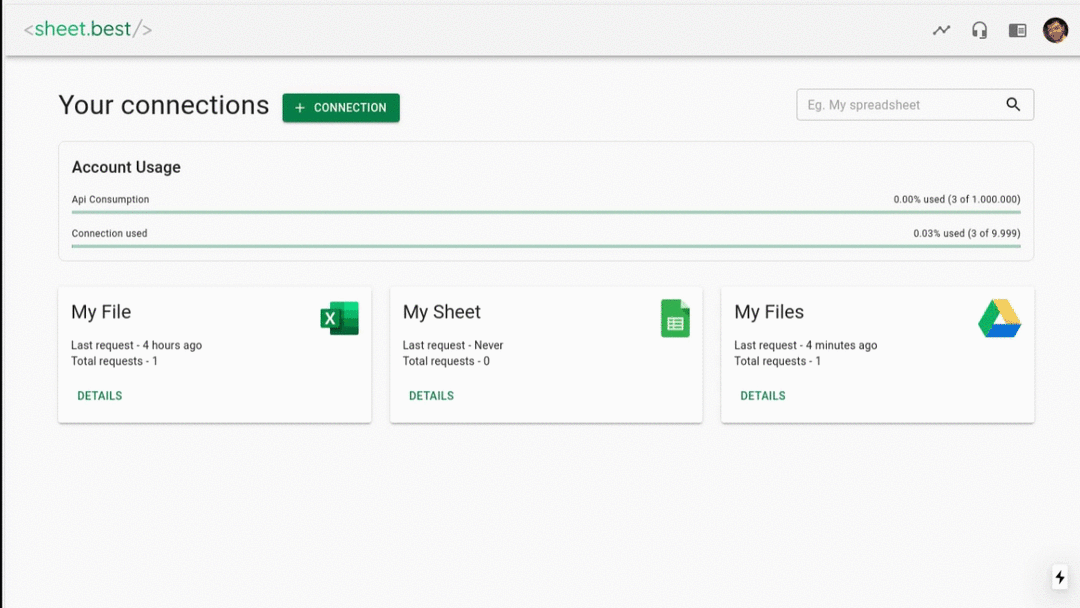 <sheet.best/>
Your connections
+ CONNECTION
Eg. My spreadsheet
Account Usage
Api Consumption
0.00% used (3 of 1.000.000)
Connection used
0.03% used (3 of 9.999)
My File
X
Last request - 4 hours ago
Total requests - 1
DETAILS
My Sheet
Last request - Never
Total requests - 0
DETAILS
My Files
Last request - 4 minutes ago
Total requests - 1
DETAILS